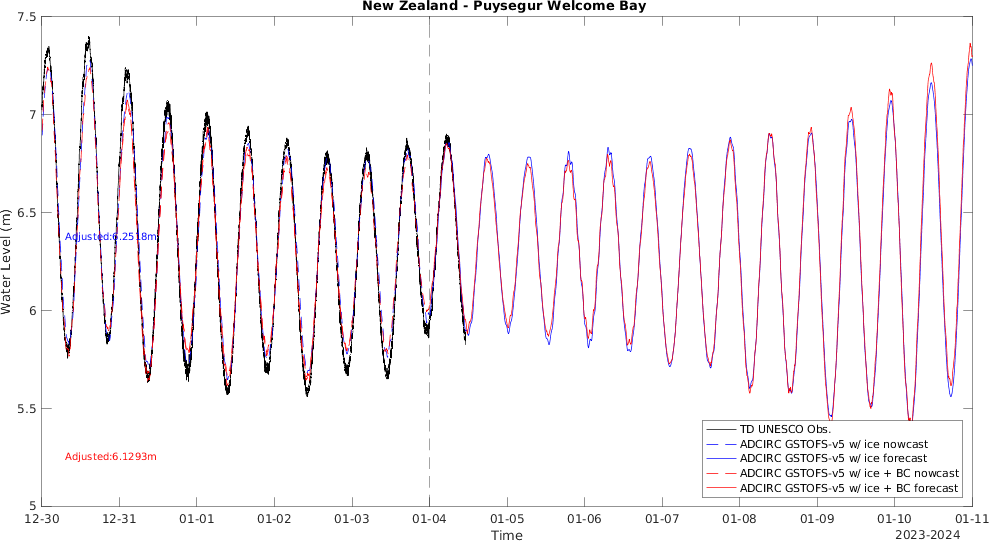 New Zealand - Puysegur Welcome Bay
7.5
7
6.5
6
5.5
5
Water Level (m)
Adjusted:6.2518m
Adjusted:6.1293m
TD UNESCO Obs.
ADCIRC GSTOFS-v5 w/ ice nowcast
ADCIRC GSTOFS-v5 w/ ice forecast
ADCIRC GSTOFS-v5 w/ ice + BC nowcast
ADCIRC GSTOFS-v5 w/ ice + BC forecast
12-30 12-31 01-01 01-02 01-03 01-04 01-05 01-06 01-07 01-08 01-09 01-10 01-11
Time
2023-2024